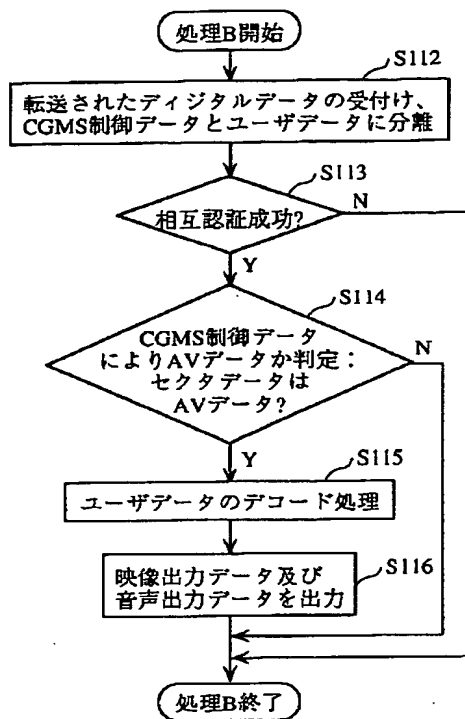 処理B開始
S112
転送されたディジタルデータの受付け、
CGMS制御データとユーザデータに分離
S113
相互認証成功?
N
Y
S114
CGMS制御データ
によりAVデータか判定：
セクタデータは
AVデータ?
N
Y
S115
ユーザデータのデコード処理
S116
映像出力データ及び
音声出力データを出力
処理B終了